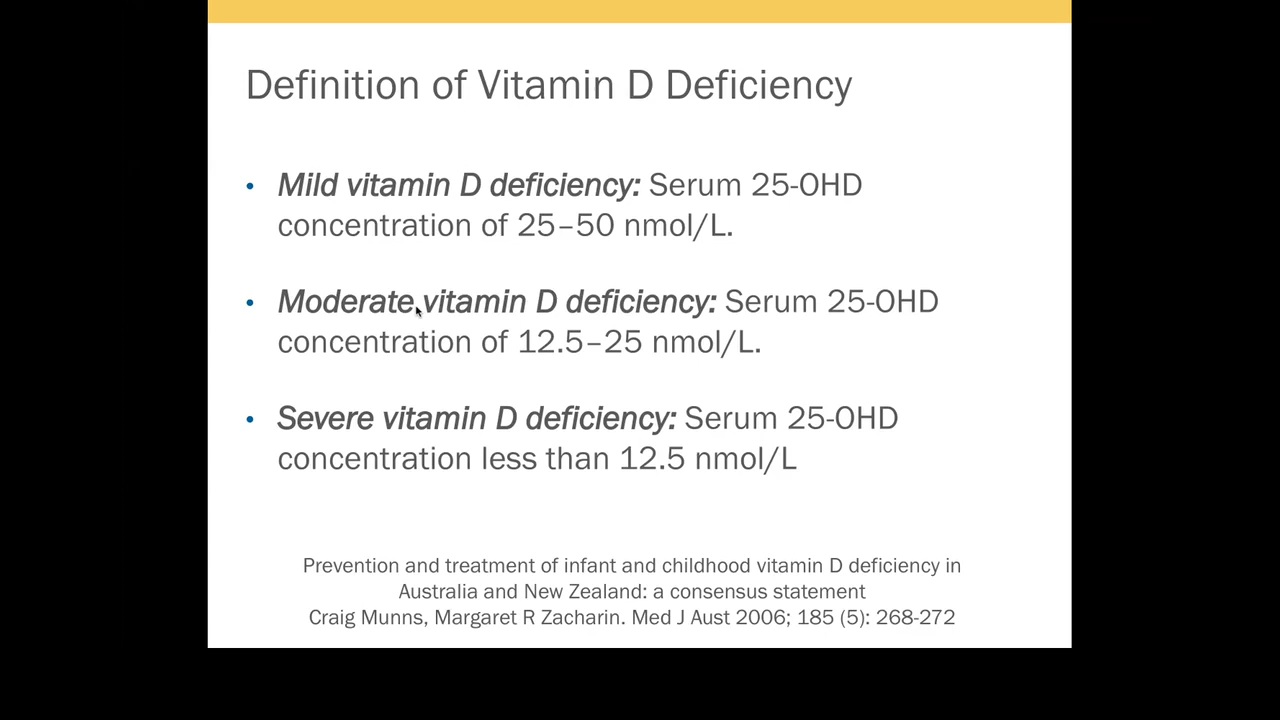 Definition of Vitamin D Deficiency
• Mild vitamin D deficiency: Serum 25-OHD
concentration of 25–50 nmol/L.
• Moderate vitamin D deficiency: Serum 25-OHD
concentration of 12.5–25 nmol/L.
• Severe vitamin D deficiency: Serum 25-OHD
concentration less than 12.5 nmol/L
Prevention and treatment of infant and childhood vitamin D deficiency in
Australia and New Zealand: a consensus statement
Craig Munns, Margaret R Zacharin. Med J Aust 2006; 185 (5): 268-272